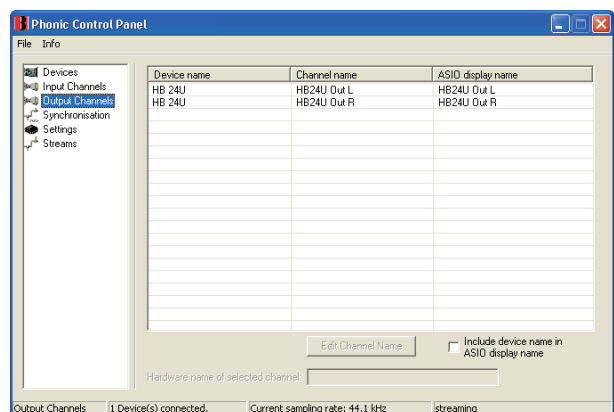 Phonic Control Panel
File Info
Devices
Input Channels
Output Channels
Synchronisation
Settings
Streams
Device name Channel name ASIO display name
HB 24U HB24U Out L HB24U Out L
HB 24U HB24U Out R HB24U Out R
Edit Channel Name
Include device name in
ASIO display name
Hardware name of selected channel:
Output Channels 1 Device(s) connected. Current sampling rate: 44.1 kHz streaming